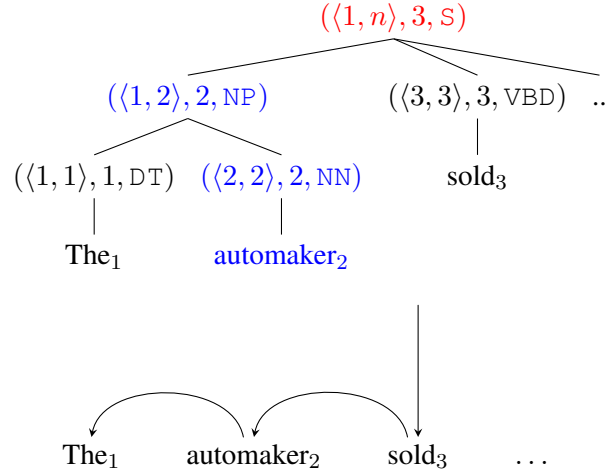 (⟨1, n⟩, 3, S)
(⟨1, 2⟩, 2, NP) (⟨3, 3⟩, 3, VBD) ..
(⟨1, 1⟩, 1, DT) (⟨2, 2⟩, 2, NN) sold₃
The₁ automaker₂
The₁ automaker₂ sold₃ ...